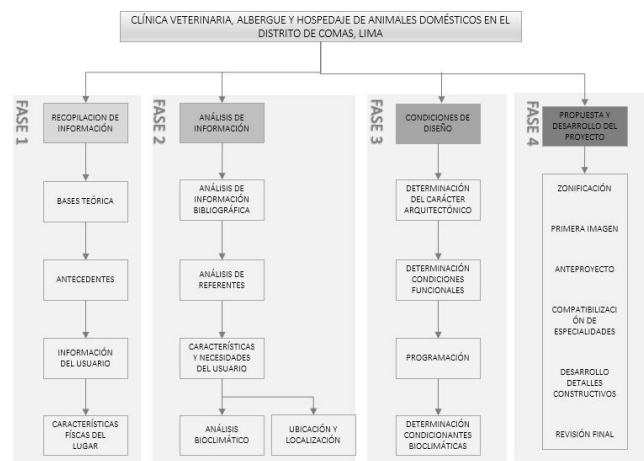 CLÍNICA VETERINARIA, ALBERGUE Y HOSPEDAJE DE ANIMALES DOMÉSTICOS EN EL
DISTRITO DE COMAS, LIMA
FASE 1
RECOPILACION DE
INFORMACIÓN
BASES TEÓRICA
ANTECEDENTES
INFORMACIÓN
DEL USUARIO
CARACTERÍSTICAS
FÍSCAS DEL
LUGAR
FASE 2
ANÁLISIS DE
INFORMACIÓN
ANÁLISIS DE
INFORMACIÓN
BIBLIOGRÁFICA
ANÁLISIS DE
REFERENTES
CARACTERÍSTICAS
Y NECESIDADES
DEL USUARIO
ANÁLISIS
BIOCLIMÁTICO
UBICACIÓN Y
LOCALIZACIÓN
FASE 3
CONDICIONES DE
DISEÑO
DETERMINACIÓN
DEL CARÁCTER
ARQUITECTÓNICO
DETERMINACIÓN
CONDICIONES
FUNCIONALES
PROGRAMACIÓN
DETERMINACIÓN
CONDICIONANTES
BIOCLIMÁTICAS
FASE 4
PROPUESTA Y
DESARROLLO DEL
PROYECTO
ZONIFICACIÓN
PRIMERA IMAGEN
ANTEPROYECTO
COMPATIBILIZACI
ÓN DE
ESPECIALIDADES
DESARROLLO
DETALLES
CONSTRUCTIVOS
REVISIÓN FINAL